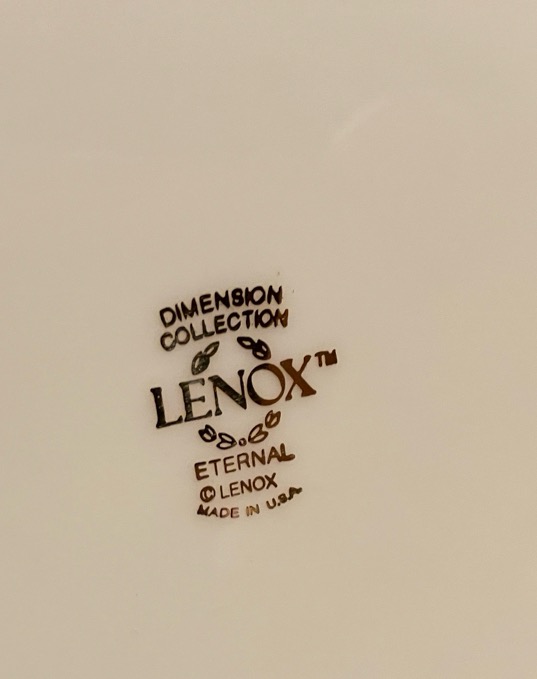 DIMENSION
COLLECTION
LENOX™
ETERNAL
© LENOX
MADE IN U.S.A.